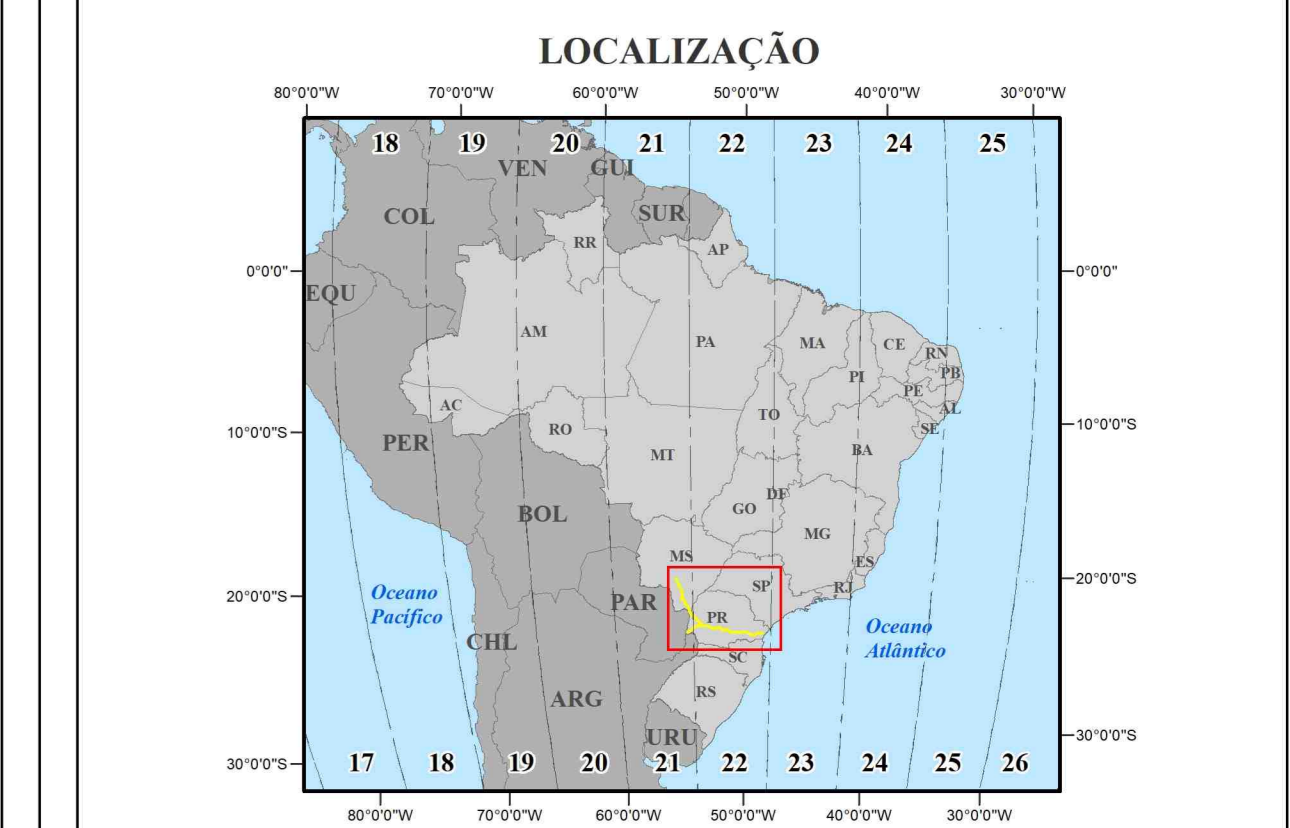 LOCALIZAÇÃO
80°0'0"W 70°0'0"W 60°0'0"W 50°0'0"W 40°0'0"W 30°0'0"W
18 19 20 21 22 23 24 25
VEN GUI
COL SUR
RR AP
0°0'0" 0°0'0"
EQU
AM PA MA CE RN
PI PB
PE
AC TO AL
RO SE
10°0'0"S 10°0'0"S
PER MT BA
DF
BOL GO
MG
MS ES
20°0'0"S
SP RJ
20°0'0"S
Oceano
Pacífico
PAR PR
Oceano
Atlântico
CHL SC
ARG RS
URU
30°0'0"S
30°0'0"S
17 18 19 20 21 22 23 24 25 26
80°0'0"W 70°0'0"W 60°0'0"W 50°0'0"W 40°0'0"W 30°0'0"W